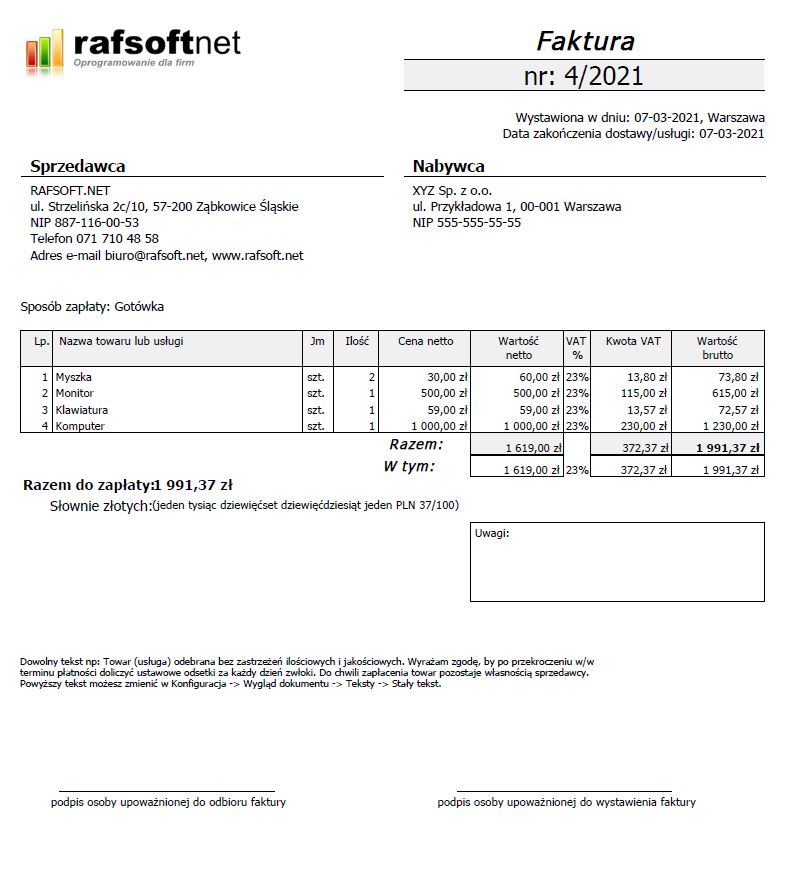 rafsoftnet
Oprogramowanie dla firm
Faktura
nr: 4/2021
Wystawiona w dniu: 07-03-2021, Warszawa
Data zakończenia dostawy/usługi: 07-03-2021
Sprzedawca
RAFSOFT.NET
ul. Strzelińska 2c/10, 57-200 Ząbkowice Śląskie
NIP 887-116-00-53
Telefon 071 710 48 58
Adres e-mail biuro@rafsoft.net, www.rafsoft.net
Nabywca
XYZ Sp. z o.o.
ul. Przykładowa 1, 00-001 Warszawa
NIP 555-555-55-55
Sposób zapłaty: Gotówka
Lp. Nazwa towaru lub usługi Jm Ilość Cena netto Wartość netto VAT % Kwota VAT Wartość brutto
1 Myszka szt. 2 30,00 zł 60,00 zł 23% 13,80 zł 73,80 zł
2 Monitor szt. 1 500,00 zł 500,00 zł 23% 115,00 zł 615,00 zł
3 Klawiatura szt. 1 59,00 zł 59,00 zł 23% 13,57 zł 72,57 zł
4 Komputer szt. 1 1 000,00 zł 1 000,00 zł 23% 230,00 zł 1 230,00 zł
Razem: 1 619,00 zł 372,37 zł 1 991,37 zł
W tym: 1 619,00 zł 23% 372,37 zł 1 991,37 zł
Razem do zapłaty:1 991,37 zł
Słownie złotych:(jeden tysiąc dziewięćset dziewięćdziesiąt jeden PLN 37/100)
Uwagi:
Dowolny tekst np: Towar (usługa) odebrana bez zastrzeżeń ilościowych i jakościowych. Wyrażam zgodę, by po przekroczeniu w/w
terminu płatności doliczyć ustawowe odsetki za każdy dzień zwłoki. Do chwili zapłacenia towar pozostaje własnością sprzedawcy.
Powyższy tekst możesz zmienić w Konfiguracja -> Wygląd dokumentu -> Teksty -> Stały tekst.
podpis osoby upoważnionej do odbioru faktury
podpis osoby upoważnionej do wystawienia faktury